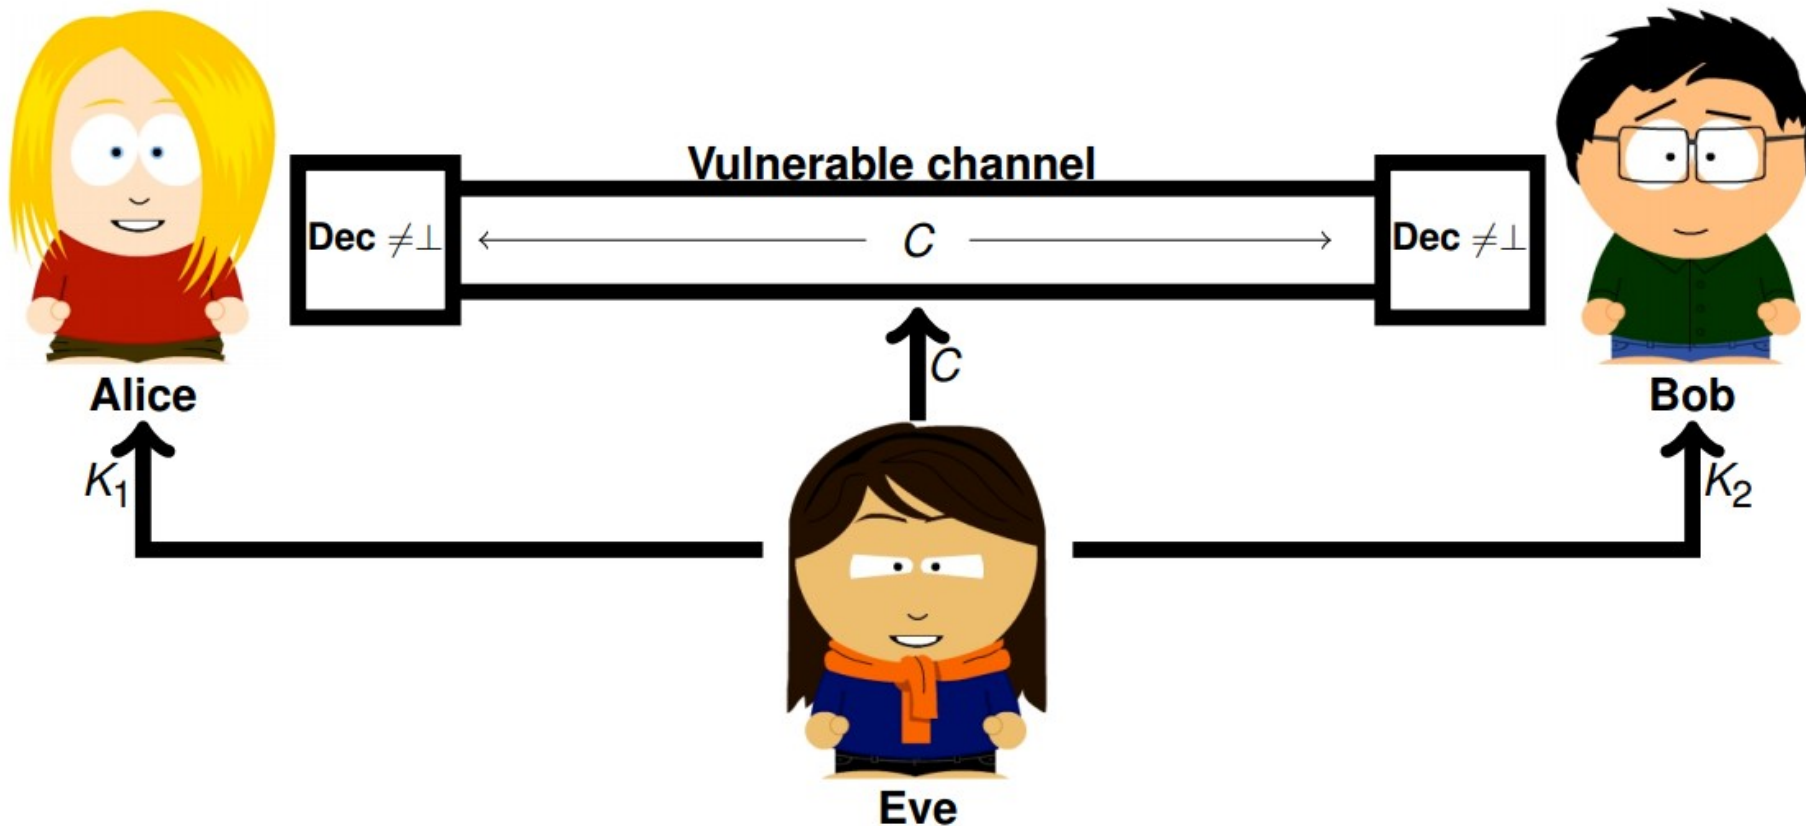 Vulnerable channel
Dec ≠⊥
C
Dec ≠⊥
C
Alice
Bob
K₁
K₂
Eve